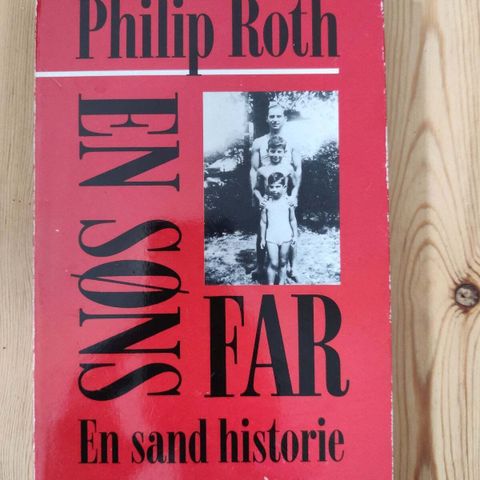 Philip Roth
EN SØNS
FAR
En sand historie